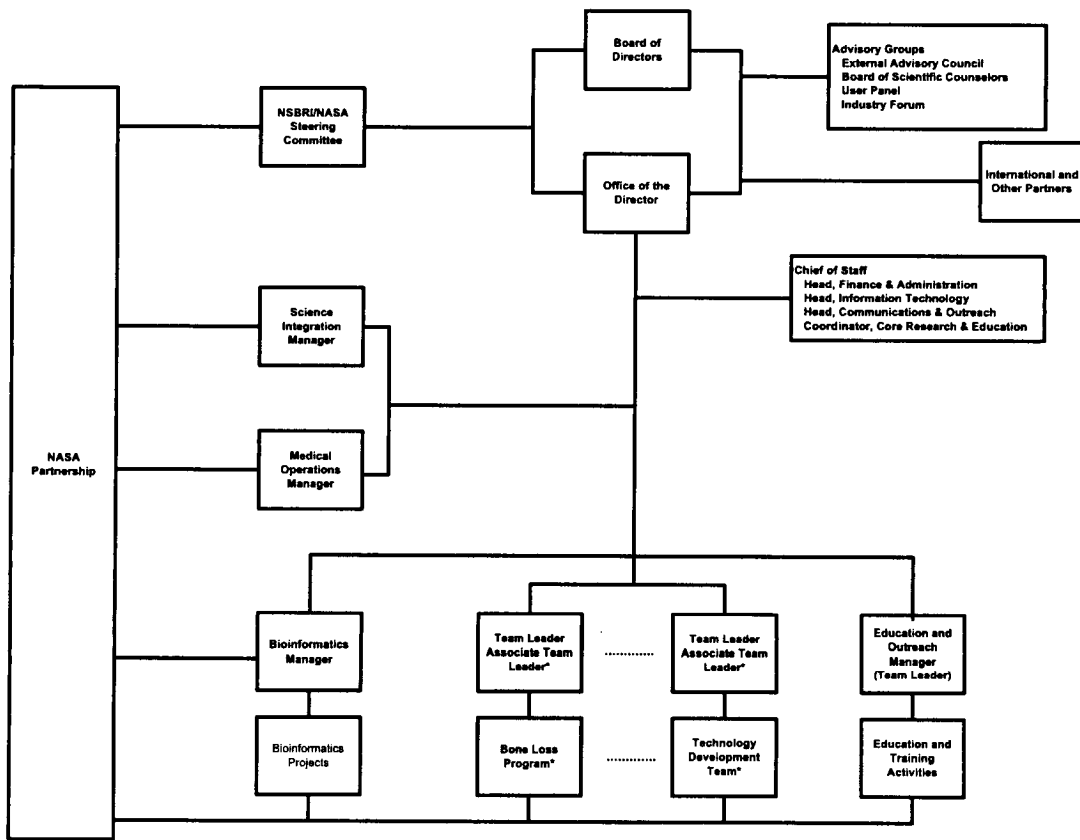 Board of
Directors
Advisory Groups
External Advisory Council
Board of Scientific Counselors
User Panel
Industry Forum
NSBRI/NASA
Steering
Committee
Office of the
Director
International and
Other Partners
Chief of Staff
Head, Finance & Administration
Head, Information Technology
Head, Communications & Outreach
Coordinator, Core Research & Education
Science
Integration
Manager
NASA
Partnership
Medical
Operations
Manager
Bioinformatics
Manager
Team Leader
Associate Team
Leader*
Team Leader
Associate Team
Leader*
Education and
Outreach
Manager
(Team Leader)
Bioinformatics
Projects
Bone Loss
Program*
Technology
Development
Team*
Education and
Training
Activities